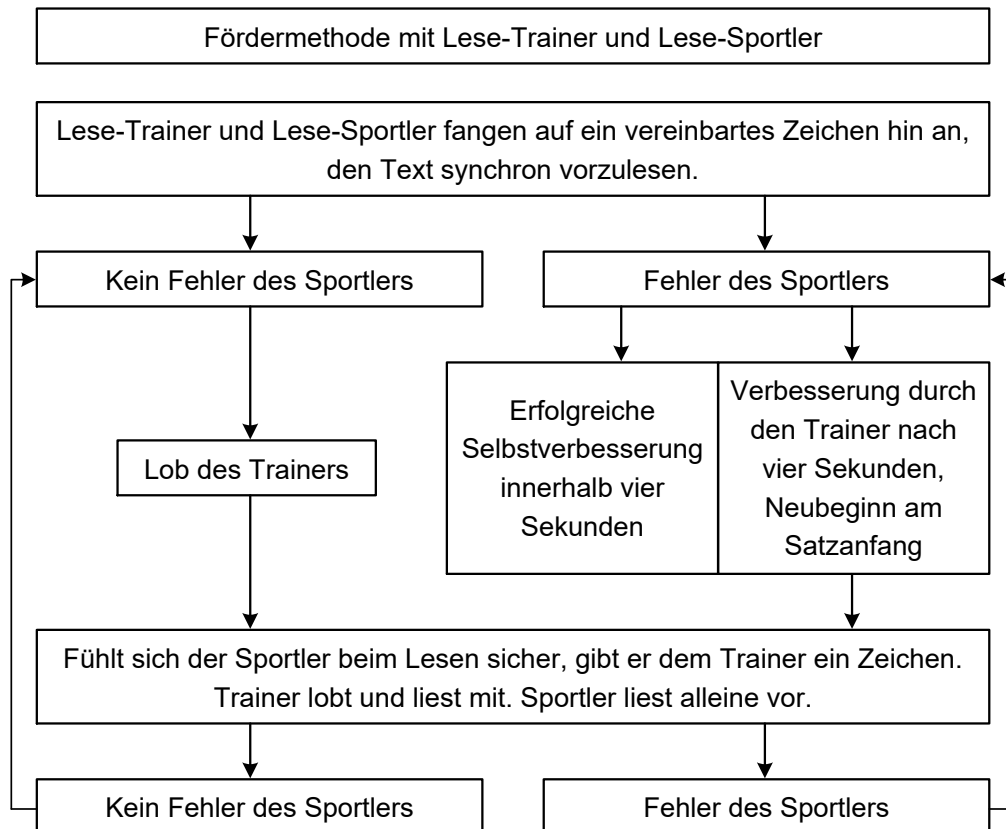 Fördermethode mit Lese-Trainer und Lese-Sportler
Lese-Trainer und Lese-Sportler fangen auf ein vereinbartes Zeichen hin an,
den Text synchron vorzulesen.
Kein Fehler des Sportlers
Fehler des Sportlers
Lob des Trainers
Erfolgreiche
Selbstverbesserung
innerhalb vier
Sekunden
Verbesserung durch
den Trainer nach
vier Sekunden,
Neubeginn am
Satzanfang
Fühlt sich der Sportler beim Lesen sicher, gibt er dem Trainer ein Zeichen.
Trainer lobt und liest mit. Sportler liest alleine vor.
Kein Fehler des Sportlers
Fehler des Sportlers